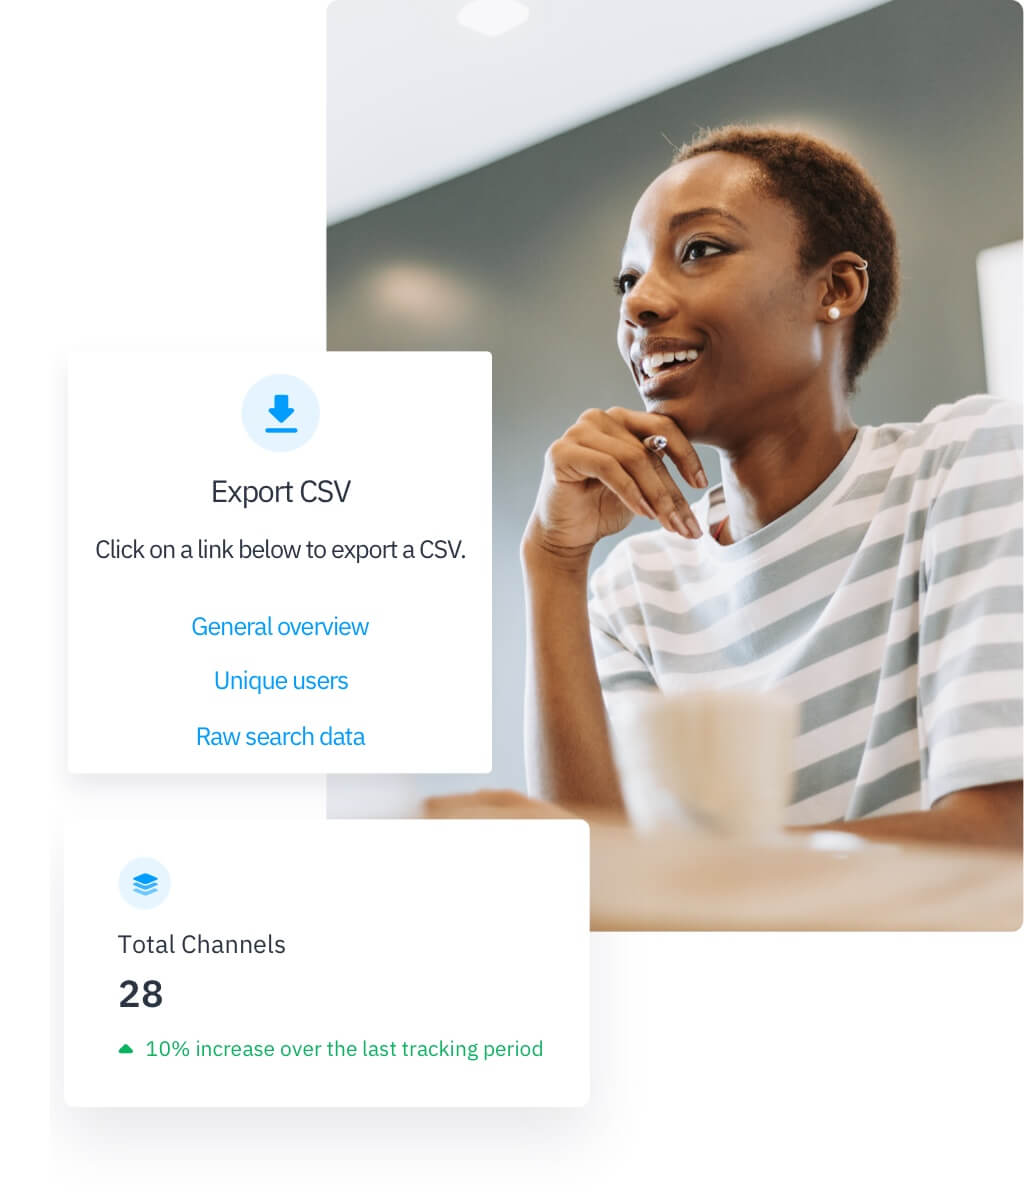 Export CSV
Click on a link below to export a CSV.
General overview
Unique users
Raw search data
Total Channels
28
10% increase over the last tracking period